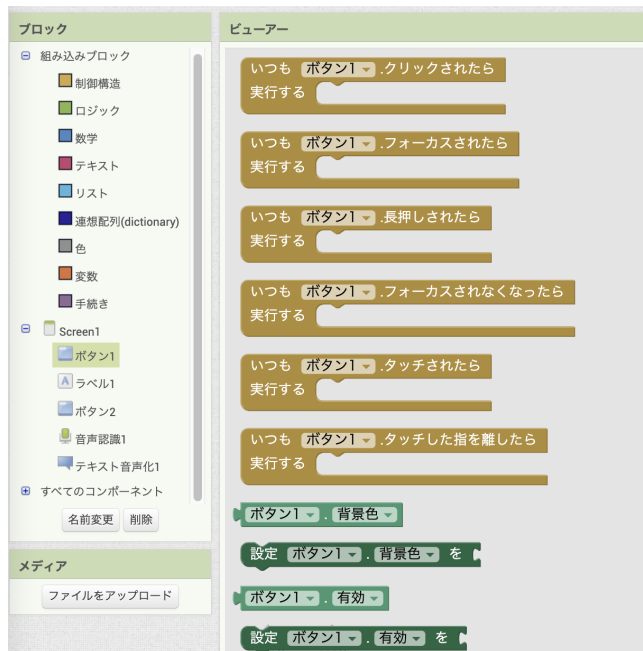 ブロック
組み込みブロック
制御構造
ロジック
数学
テキスト
リスト
連想配列(dictionary)
色
変数
手続き
Screen1
ボタン1
ラベル1
ボタン2
音声認識1
テキスト音声化1
すべてのコンポーネント
名前変更 削除
メディア
ファイルをアップロード
ビューアー
いつも ボタン1 .クリックされたら
実行する
いつも ボタン1 .フォーカスされたら
実行する
いつも ボタン1 .長押しされたら
実行する
いつも ボタン1 .フォーカスされなくなったら
実行する
いつも ボタン1 .タッチされたら
実行する
いつも ボタン1 .タッチした指を離したら
実行する
ボタン1 . 背景色
設定 ボタン1 . 背景色 を
ボタン1 . 有効
設定 ボタン1 . 有効 を